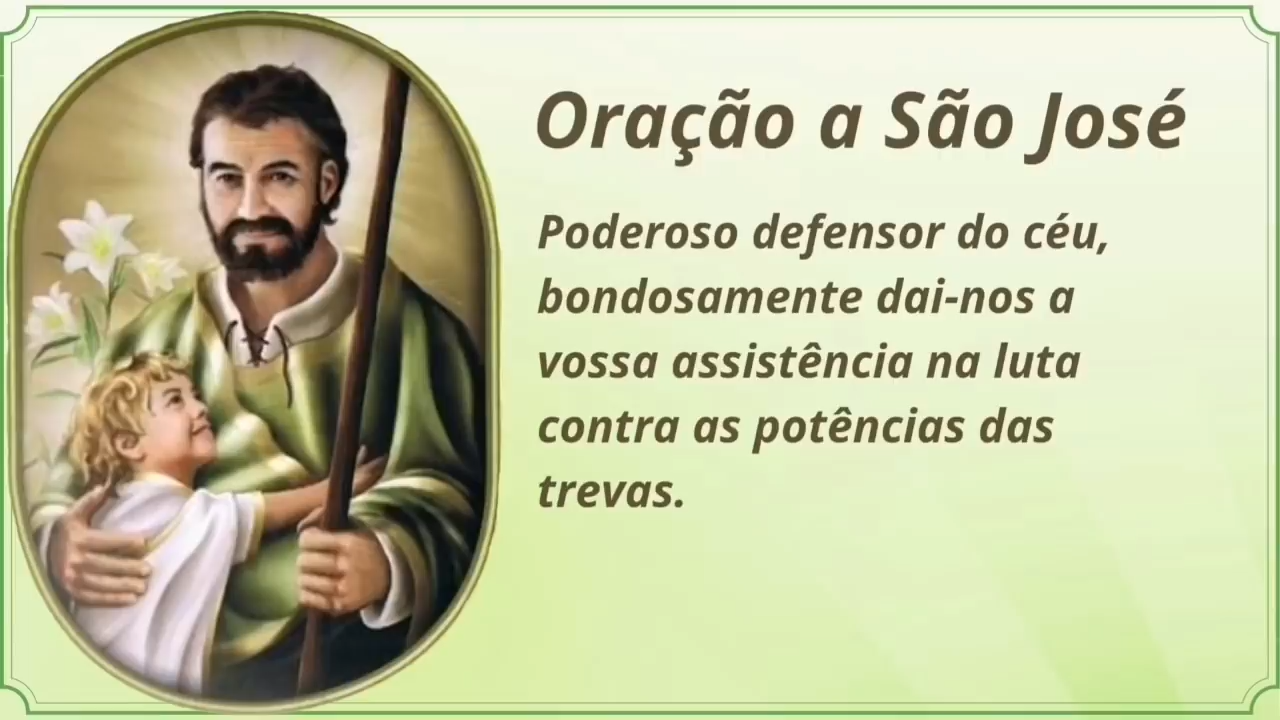 Oração a São José
Poderoso defensor do céu,
bondosamente dai-nos a
vossa assistência na luta
contra as potências das
trevas.